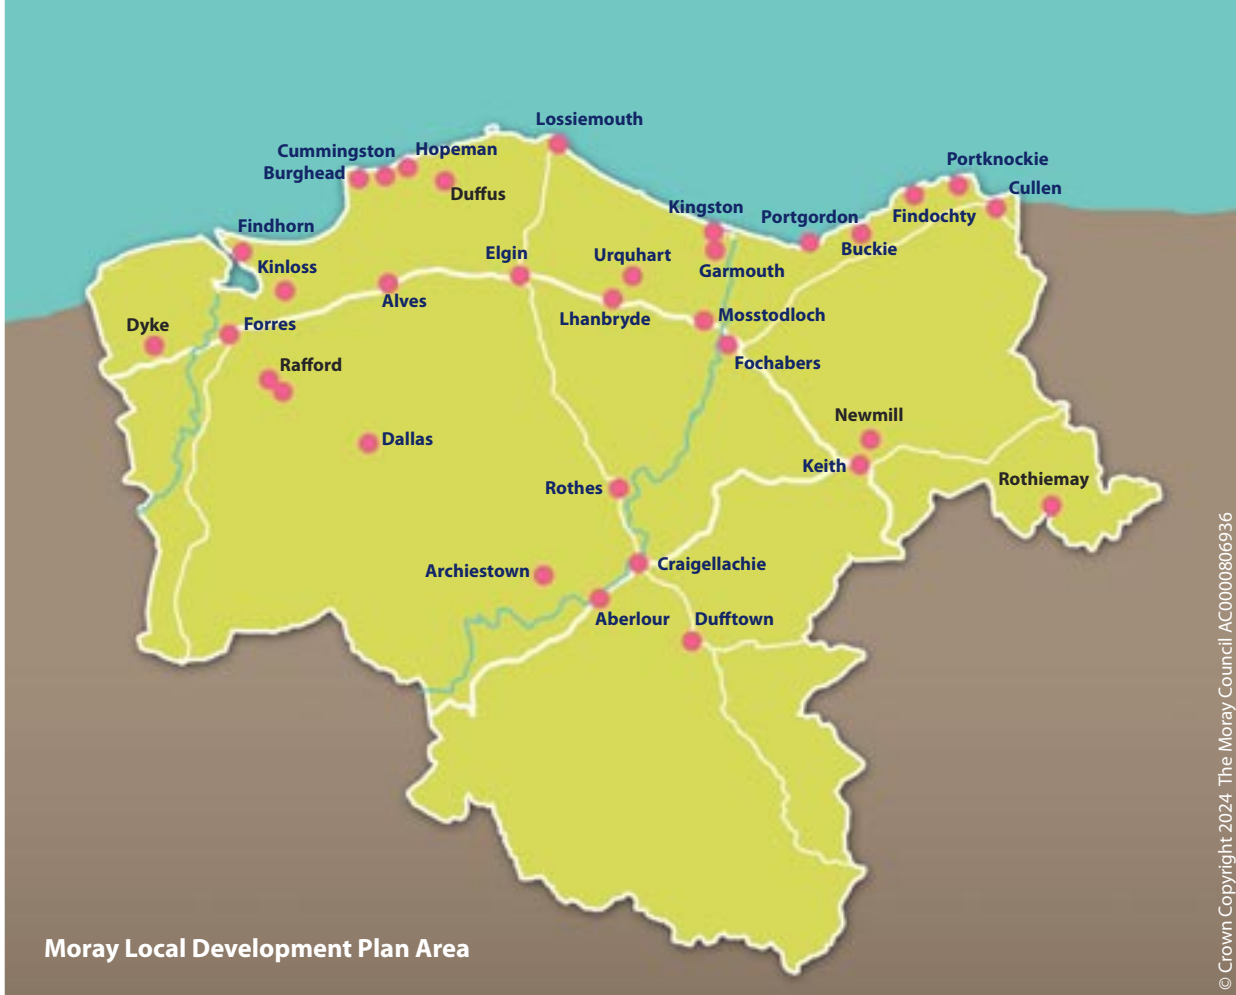 Lossiemouth
Cummingston
Hopeman
Burghead
Duffus
Portknockie
Cullen
Findochty
Kingston
Portgordon
Buckie
Findhorn
Kinloss
Elgin
Urquhart
Garmouth
Alves
Lhanbryde
Mosstodloch
Dyke
Forres
Fochabers
Rafford
Newmill
Dallas
Keith
Rothiemay
Rothes
Archiestown
Craigellachie
Aberlour
Dufftown
Moray Local Development Plan Area
© Crown Copyright 2024 The Moray Council AC0000806936